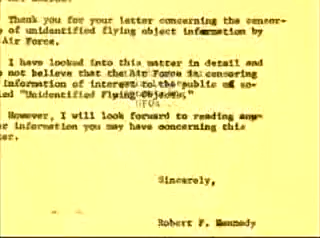 Thank you for your letter concerning the censor-
of unidentified flying object information by
Air Force.
I have looked into this matter in detail and
not believe that the Air Force is censoring
information of interest to the public of so-
"Unidentified Flying Objects."
However, I will look forward to reading any
information you may have concerning this
Sincerely,
Robert F. Kennedy